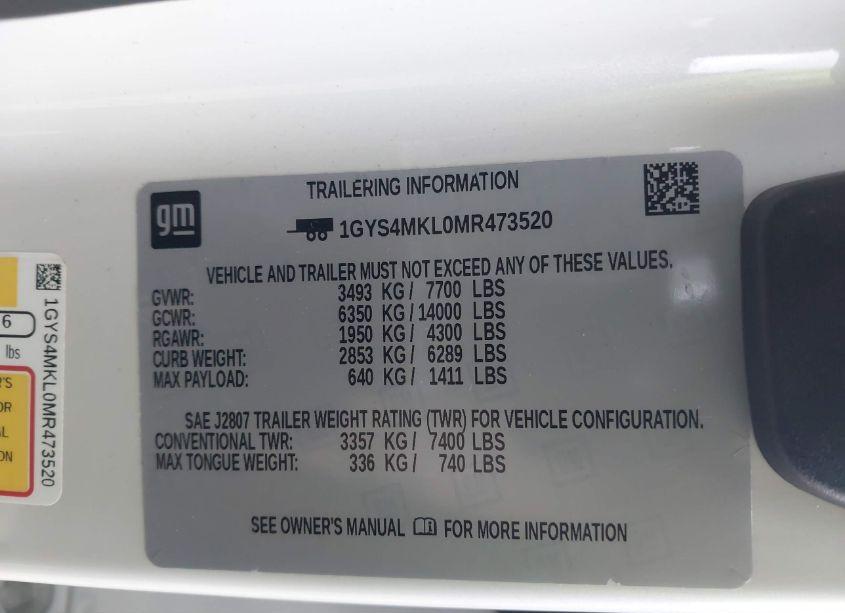 gm
TRAILERING INFORMATION
1GYS4MKL0MR473520
VEHICLE AND TRAILER MUST NOT EXCEED ANY OF THESE VALUES.
GVWR: 3493 KG / 7700 LBS
GCWR: 6350 KG / 14000 LBS
RGAWR: 1950 KG / 4300 LBS
CURB WEIGHT: 2853 KG / 6289 LBS
MAX PAYLOAD: 640 KG / 1411 LBS
SAE J2807 TRAILER WEIGHT RATING (TWR) FOR VEHICLE CONFIGURATION.
CONVENTIONAL TWR: 3357 KG / 7400 LBS
MAX TONGUE WEIGHT: 336 KG / 740 LBS
SEE OWNER'S MANUAL FOR MORE INFORMATION
1GYS4MKL0MR473520
6
lbs